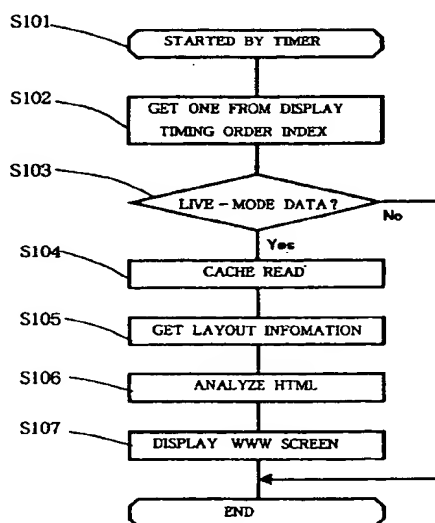 S101
STARTED BY TIMER
S102
GET ONE FROM DISPLAY
TIMING ORDER INDEX
S103
LIVE-MODE DATA?
No
Yes
S104
CACHE READ
S105
GET LAYOUT INFOMATION
S106
ANALYZE HTML
S107
DISPLAY WWW SCREEN
END